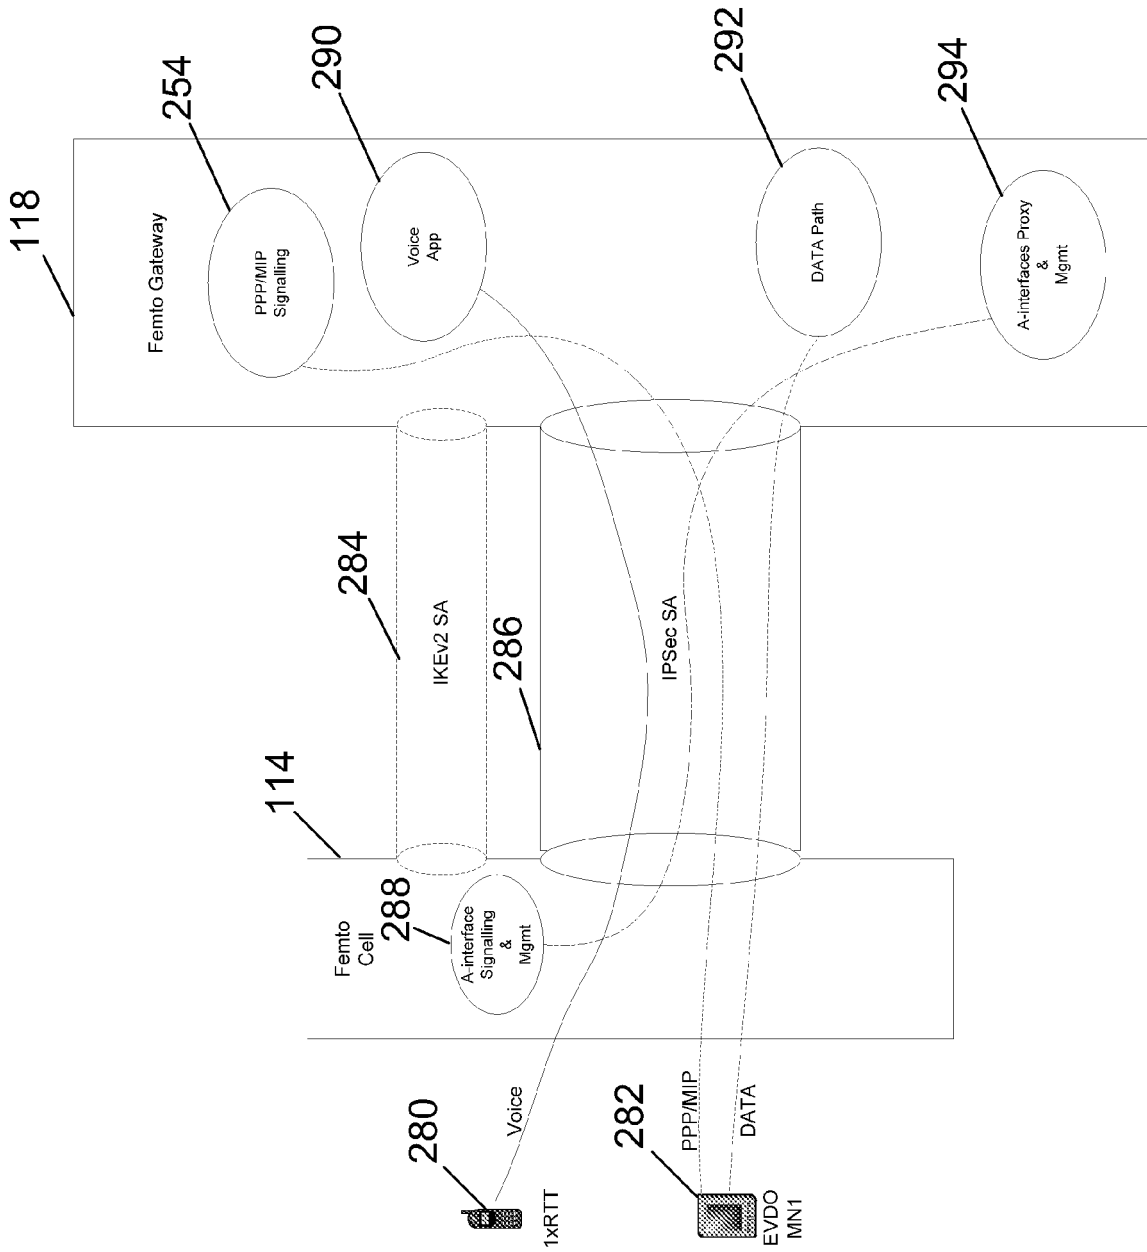 118
Femto Gateway
254
PPP/MIP
Signalling
290
Voice
App
292
DATA Path
294
A-interfaces Proxy
&
Mgmt
284
IKEv2 SA
286
IPSec SA
114
Femto
Cell
288
A-interface
Signalling
&
Mgmt
280
Voice
1xRTT
282
PPP/MIP
DATA
EVDO
MN1